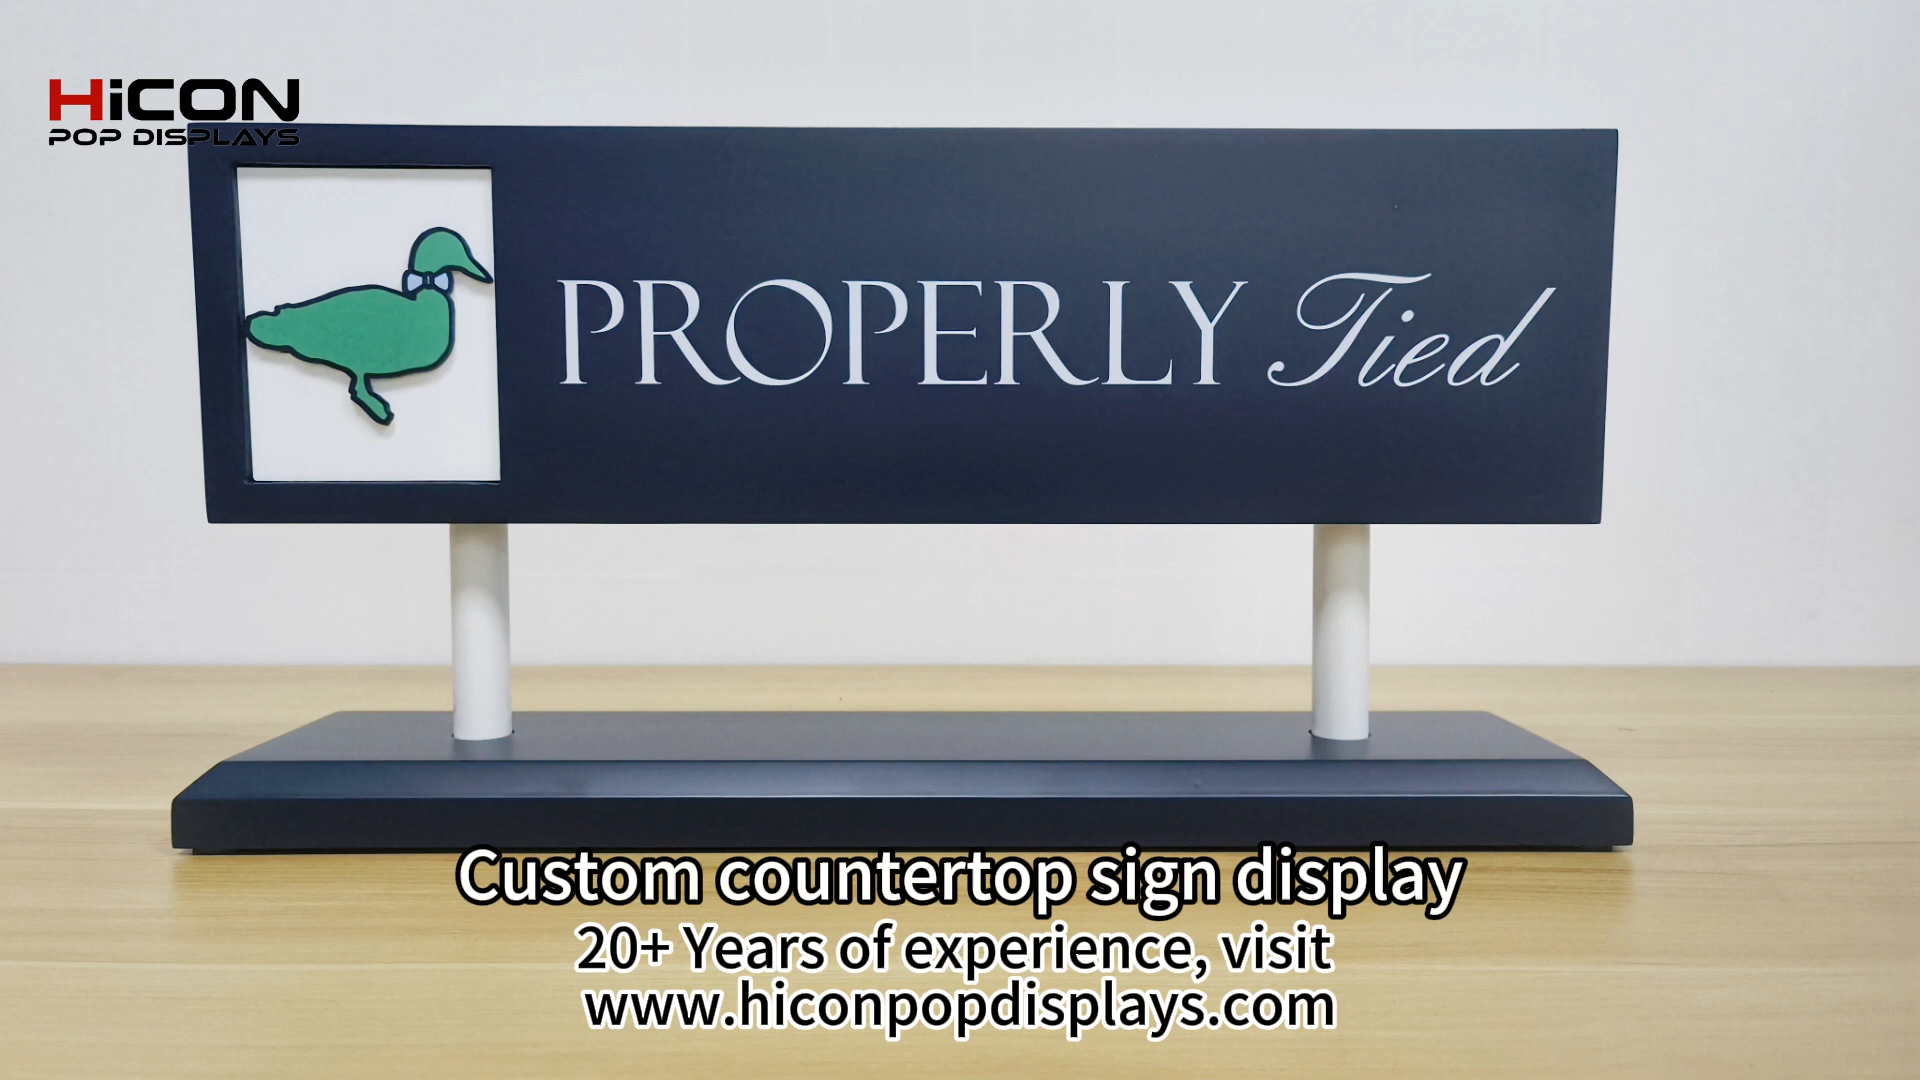 HiCON
POP DISPLAYS
PROPERLY Tied
Custom countertop sign display
20+ Years of experience, visit
www.hiconpopdisplays.com